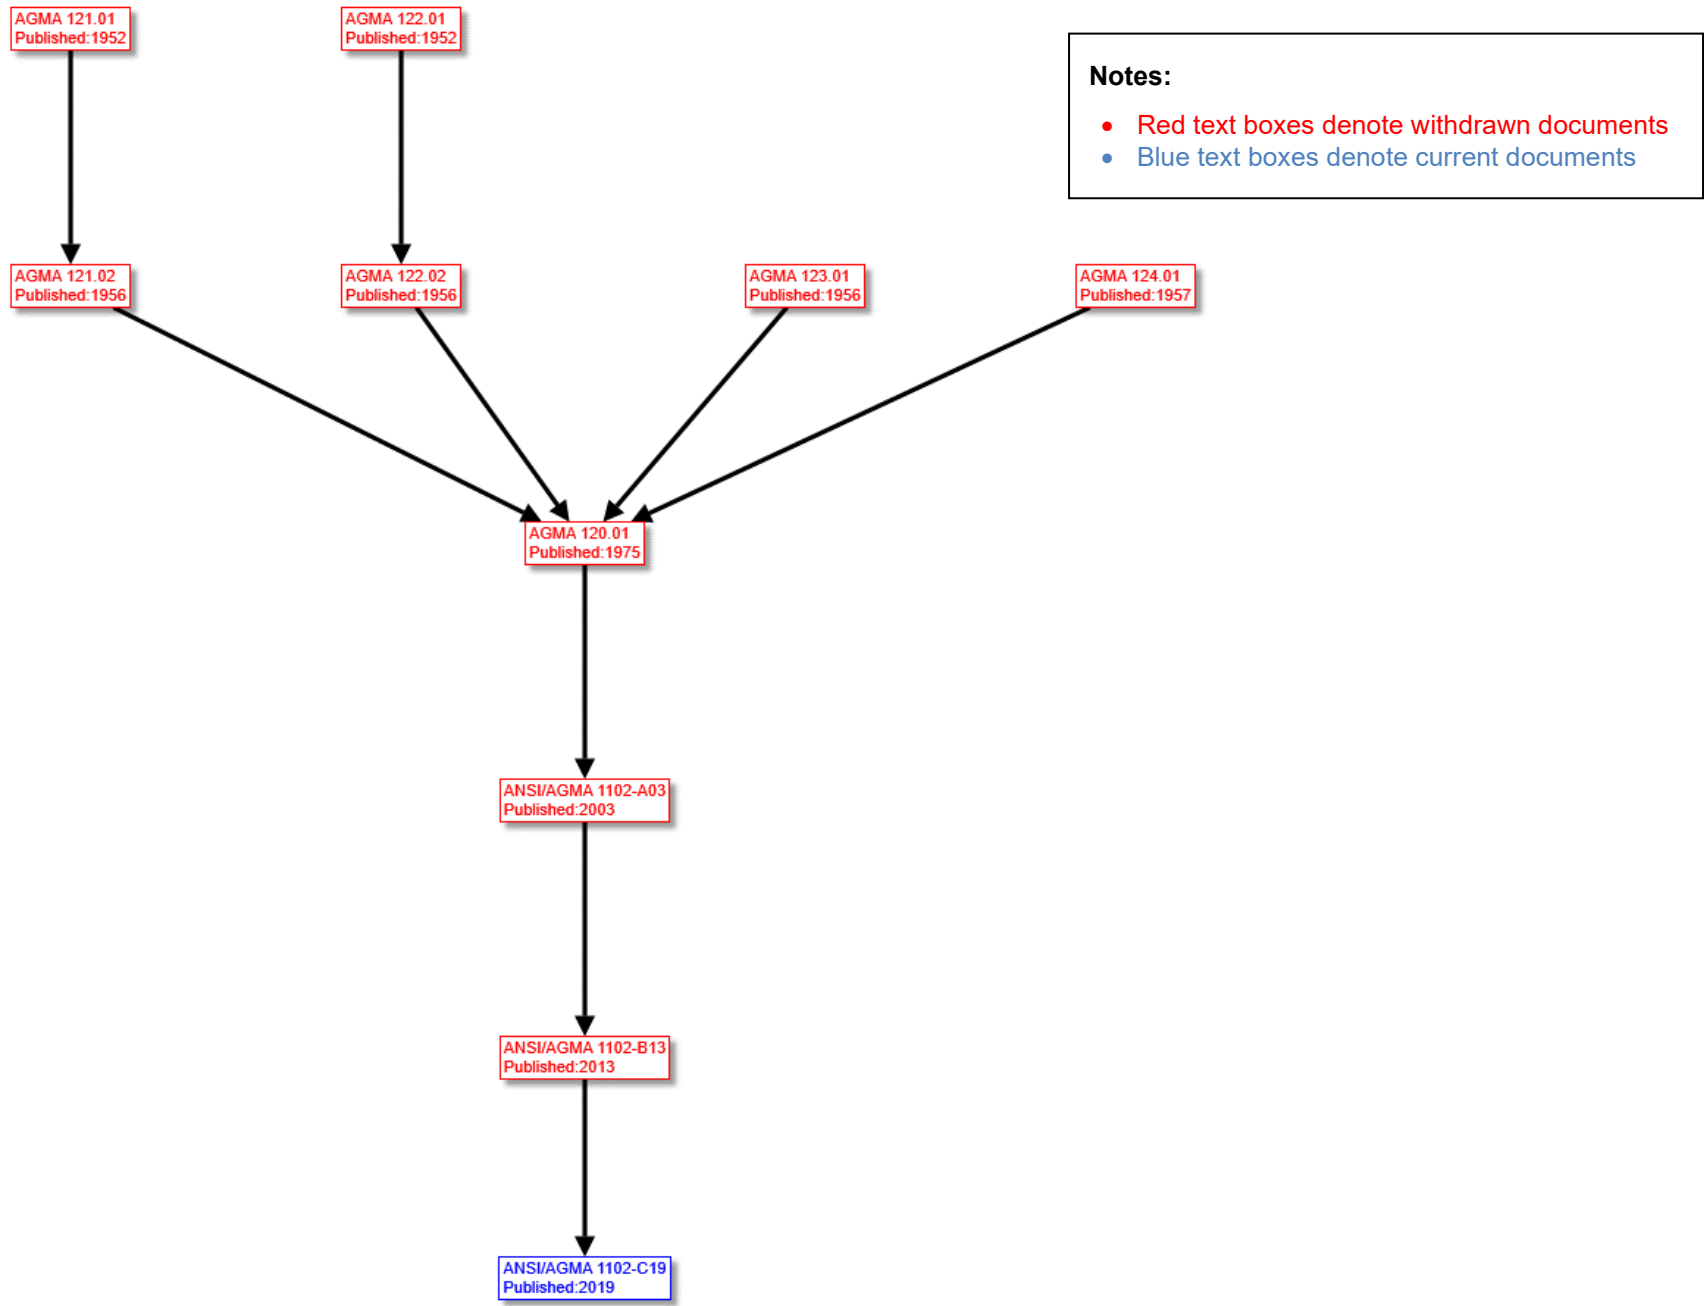 AGMA 121.01
Published:1952
AGMA 122.01
Published:1952
Notes:
• Red text boxes denote withdrawn documents
• Blue text boxes denote current documents
AGMA 121.02
Published:1956
AGMA 122.02
Published:1956
AGMA 123.01
Published:1956
AGMA 124.01
Published:1957
AGMA 120.01
Published:1975
ANSI/AGMA 1102-A03
Published:2003
ANSI/AGMA 1102-B13
Published:2013
ANSI/AGMA 1102-C19
Published:2019